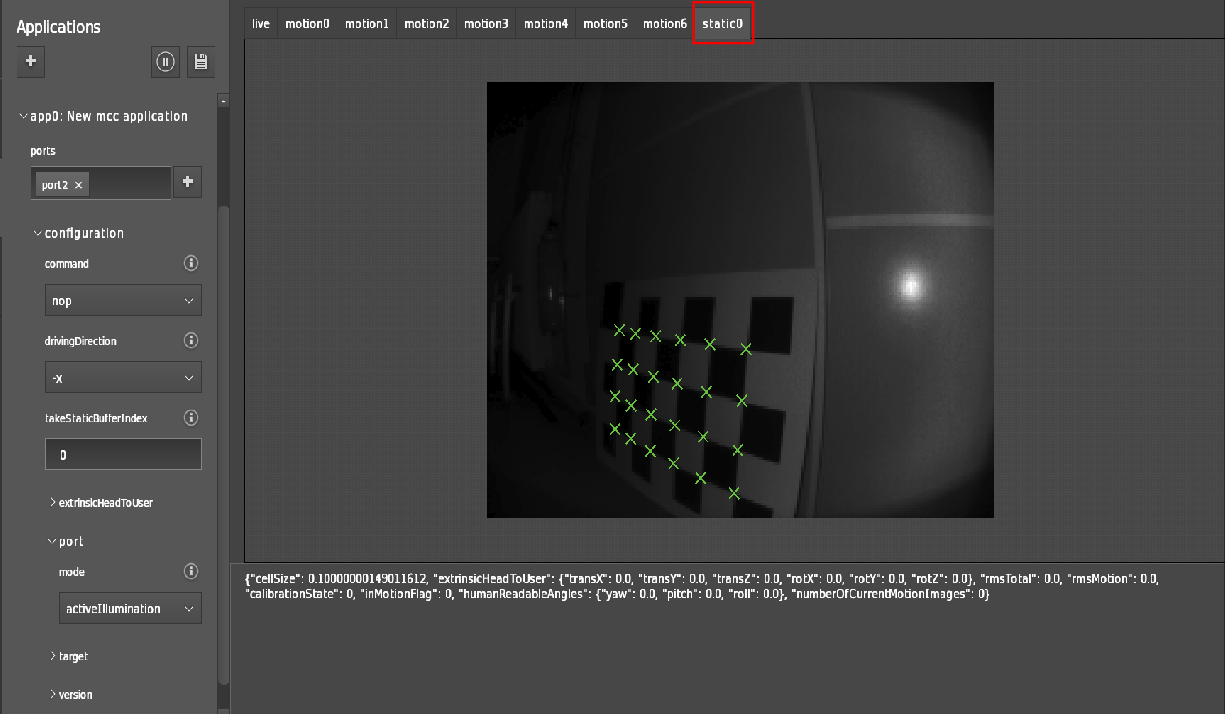 Applications
live motion0 motion1 motion2 motion3 motion4 motion5 motion6 static0
app0: New mcc application
ports
port2
configuration
command
nop
drivingDirection
-X
takeStaticBufferIndex
0
extrinsicHeadToUser
port
mode
activeIllumination
target
version
{"cellSize": 0.10000000149011612, "extrinsicHeadToUser": {"transX": 0.0, "transY": 0.0, "transZ": 0.0, "rotX": 0.0, "rotY": 0.0, "rotZ": 0.0}, "rmsTotal": 0.0, "rmsMotion": 0.0,
"calibrationState": 0, "inMotionFlag": 0, "humanReadableAngles": {"yaw": 0.0, "pitch": 0.0, "roll": 0.0}, "numberOfCurrentMotionImages": 0}